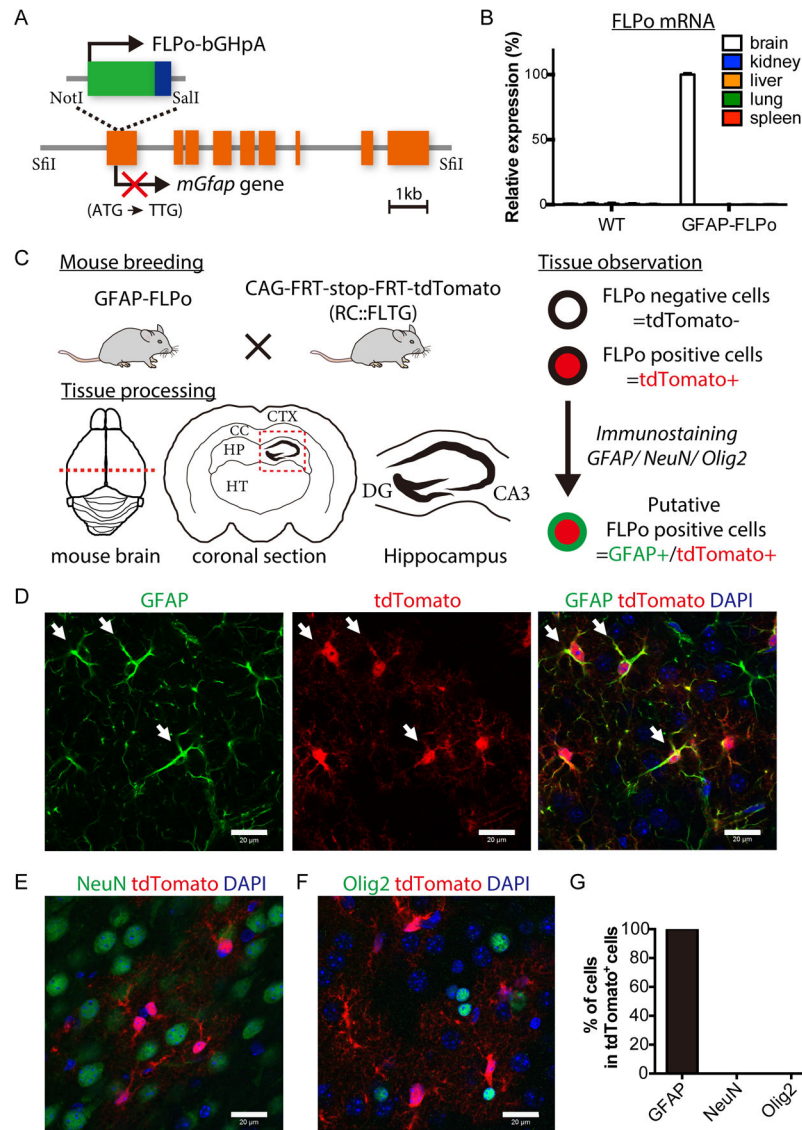 A
FLPo-bGHpA
NotI
SalI
SfiI
SfiI
mGfap gene
(ATG → TTG)
1kb
B
FLPo mRNA
Relative expression (%)
100
50
0
WT
GFAP-FLPo
brain
kidney
liver
lung
spleen
C
Mouse breeding
GFAP-FLPo
CAG-FRT-stop-FRT-tdTomato
(RC::FLTG)
Tissue processing
CTX
CC
HP
HT
DG
CA3
mouse brain
coronal section
Hippocampus
Tissue observation
FLPo negative cells
=tdTomato-
FLPo positive cells
=tdTomato+
Immunostaining
GFAP/ NeuN/ Olig2
Putative
FLPo positive cells
=GFAP+/tdTomato+
D
GFAP
tdTomato
GFAP tdTomato DAPI
20 μm
20 μm
20 μm
E
NeuN tdTomato DAPI
20 μm
F
Olig2 tdTomato DAPI
20 μm
G
% of cells
in tdTomato+ cells
100
80
60
40
20
0
GFAP
NeuN
Olig2